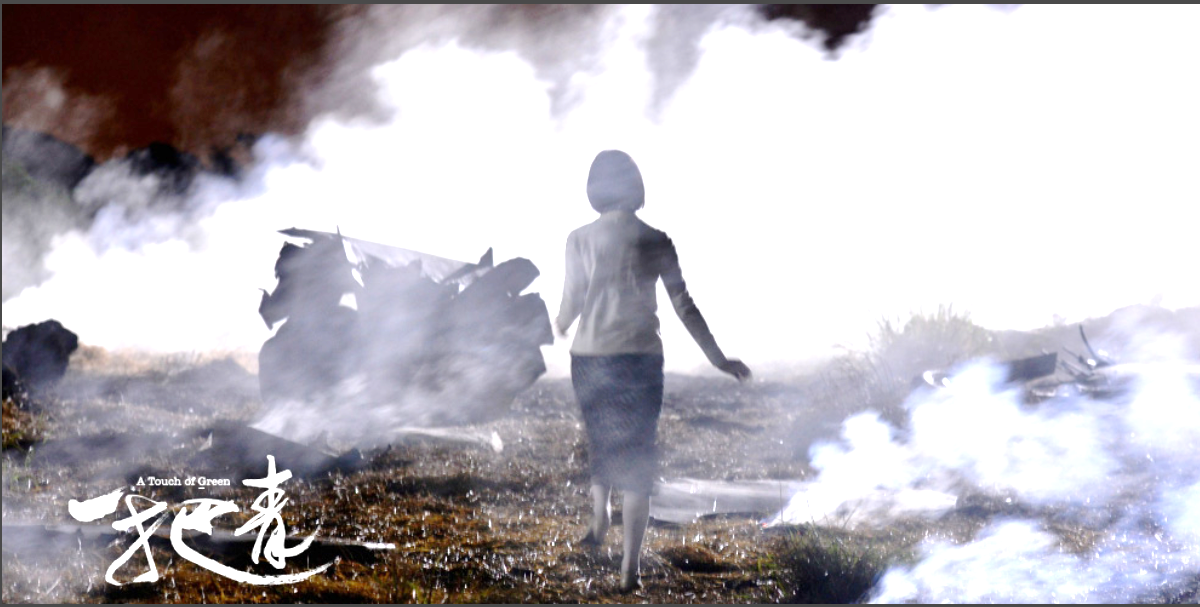 A Touch of Green
一把青